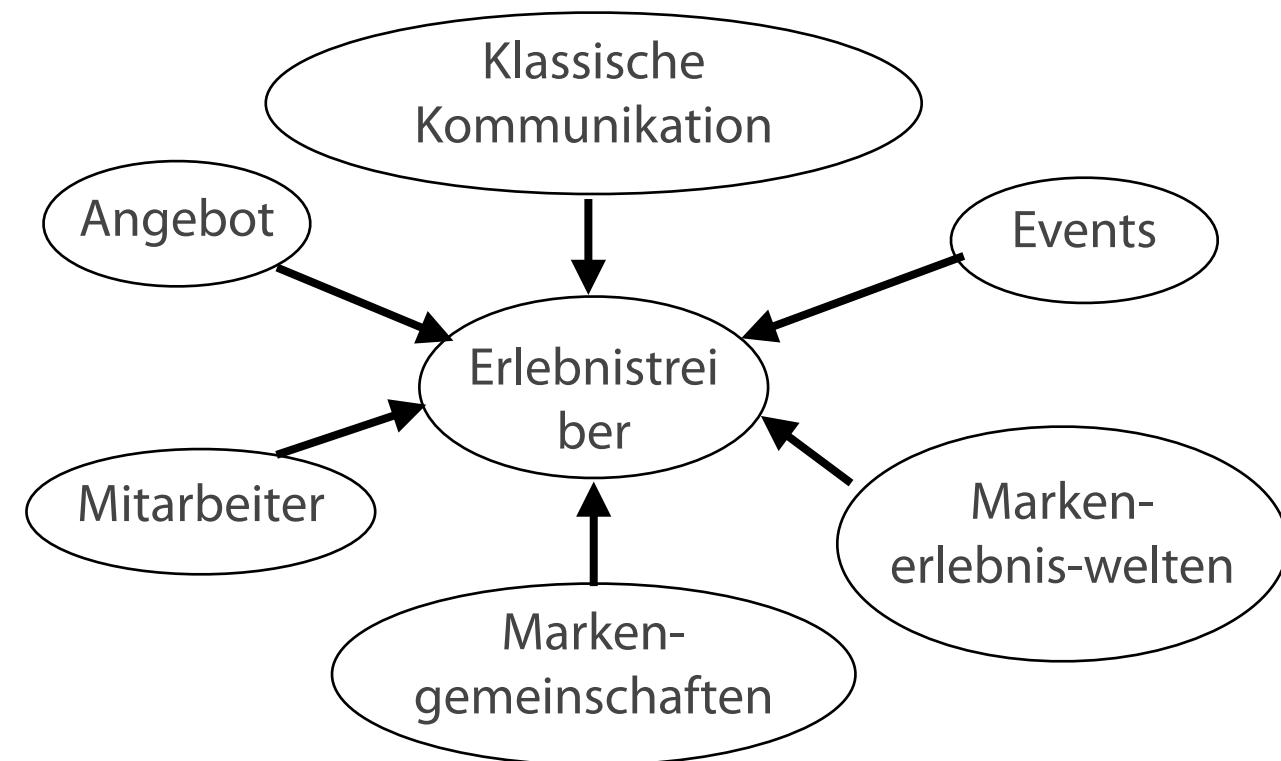 Klassische
Kommunikation
Angebot
Events
Erlebnistrei
ber
Mitarbeiter
Marken-
erlebnis-welten
Marken-
gemeinschaften